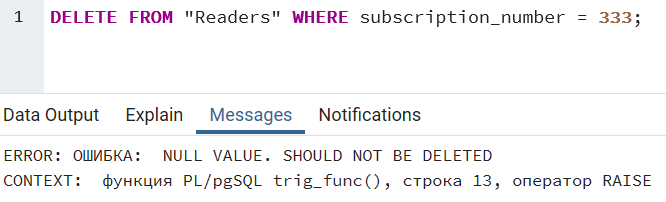 1 DELETE FROM "Readers" WHERE subscription_number = 333;
Data Output Explain Messages Notifications
ERROR: ОШИБКА: NULL VALUE. SHOULD NOT BE DELETED
CONTEXT: функция PL/pgSQL trig_func(), строка 13, оператор RAISE